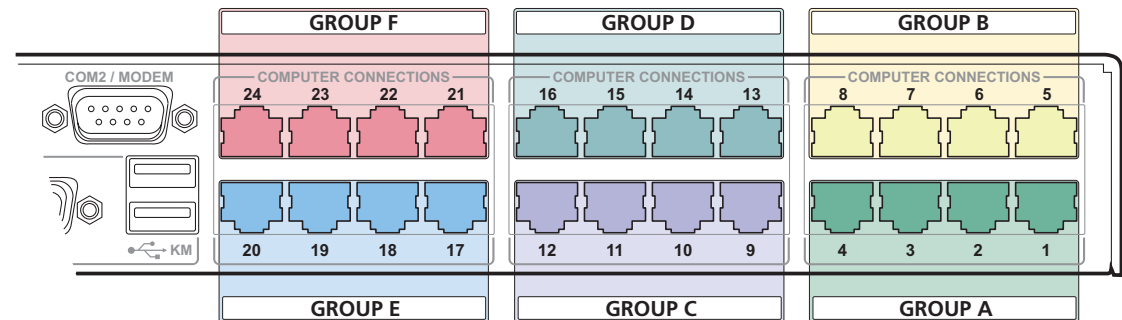 GROUP F GROUP D GROUP B
COM2 / MODEM COMPUTER CONNECTIONS COMPUTER CONNECTIONS COMPUTER CONNECTIONS
24 23 22 21 16 15 14 13 8 7 6 5
KM 20 19 18 17 12 11 10 9 4 3 2 1
GROUP E GROUP C GROUP A